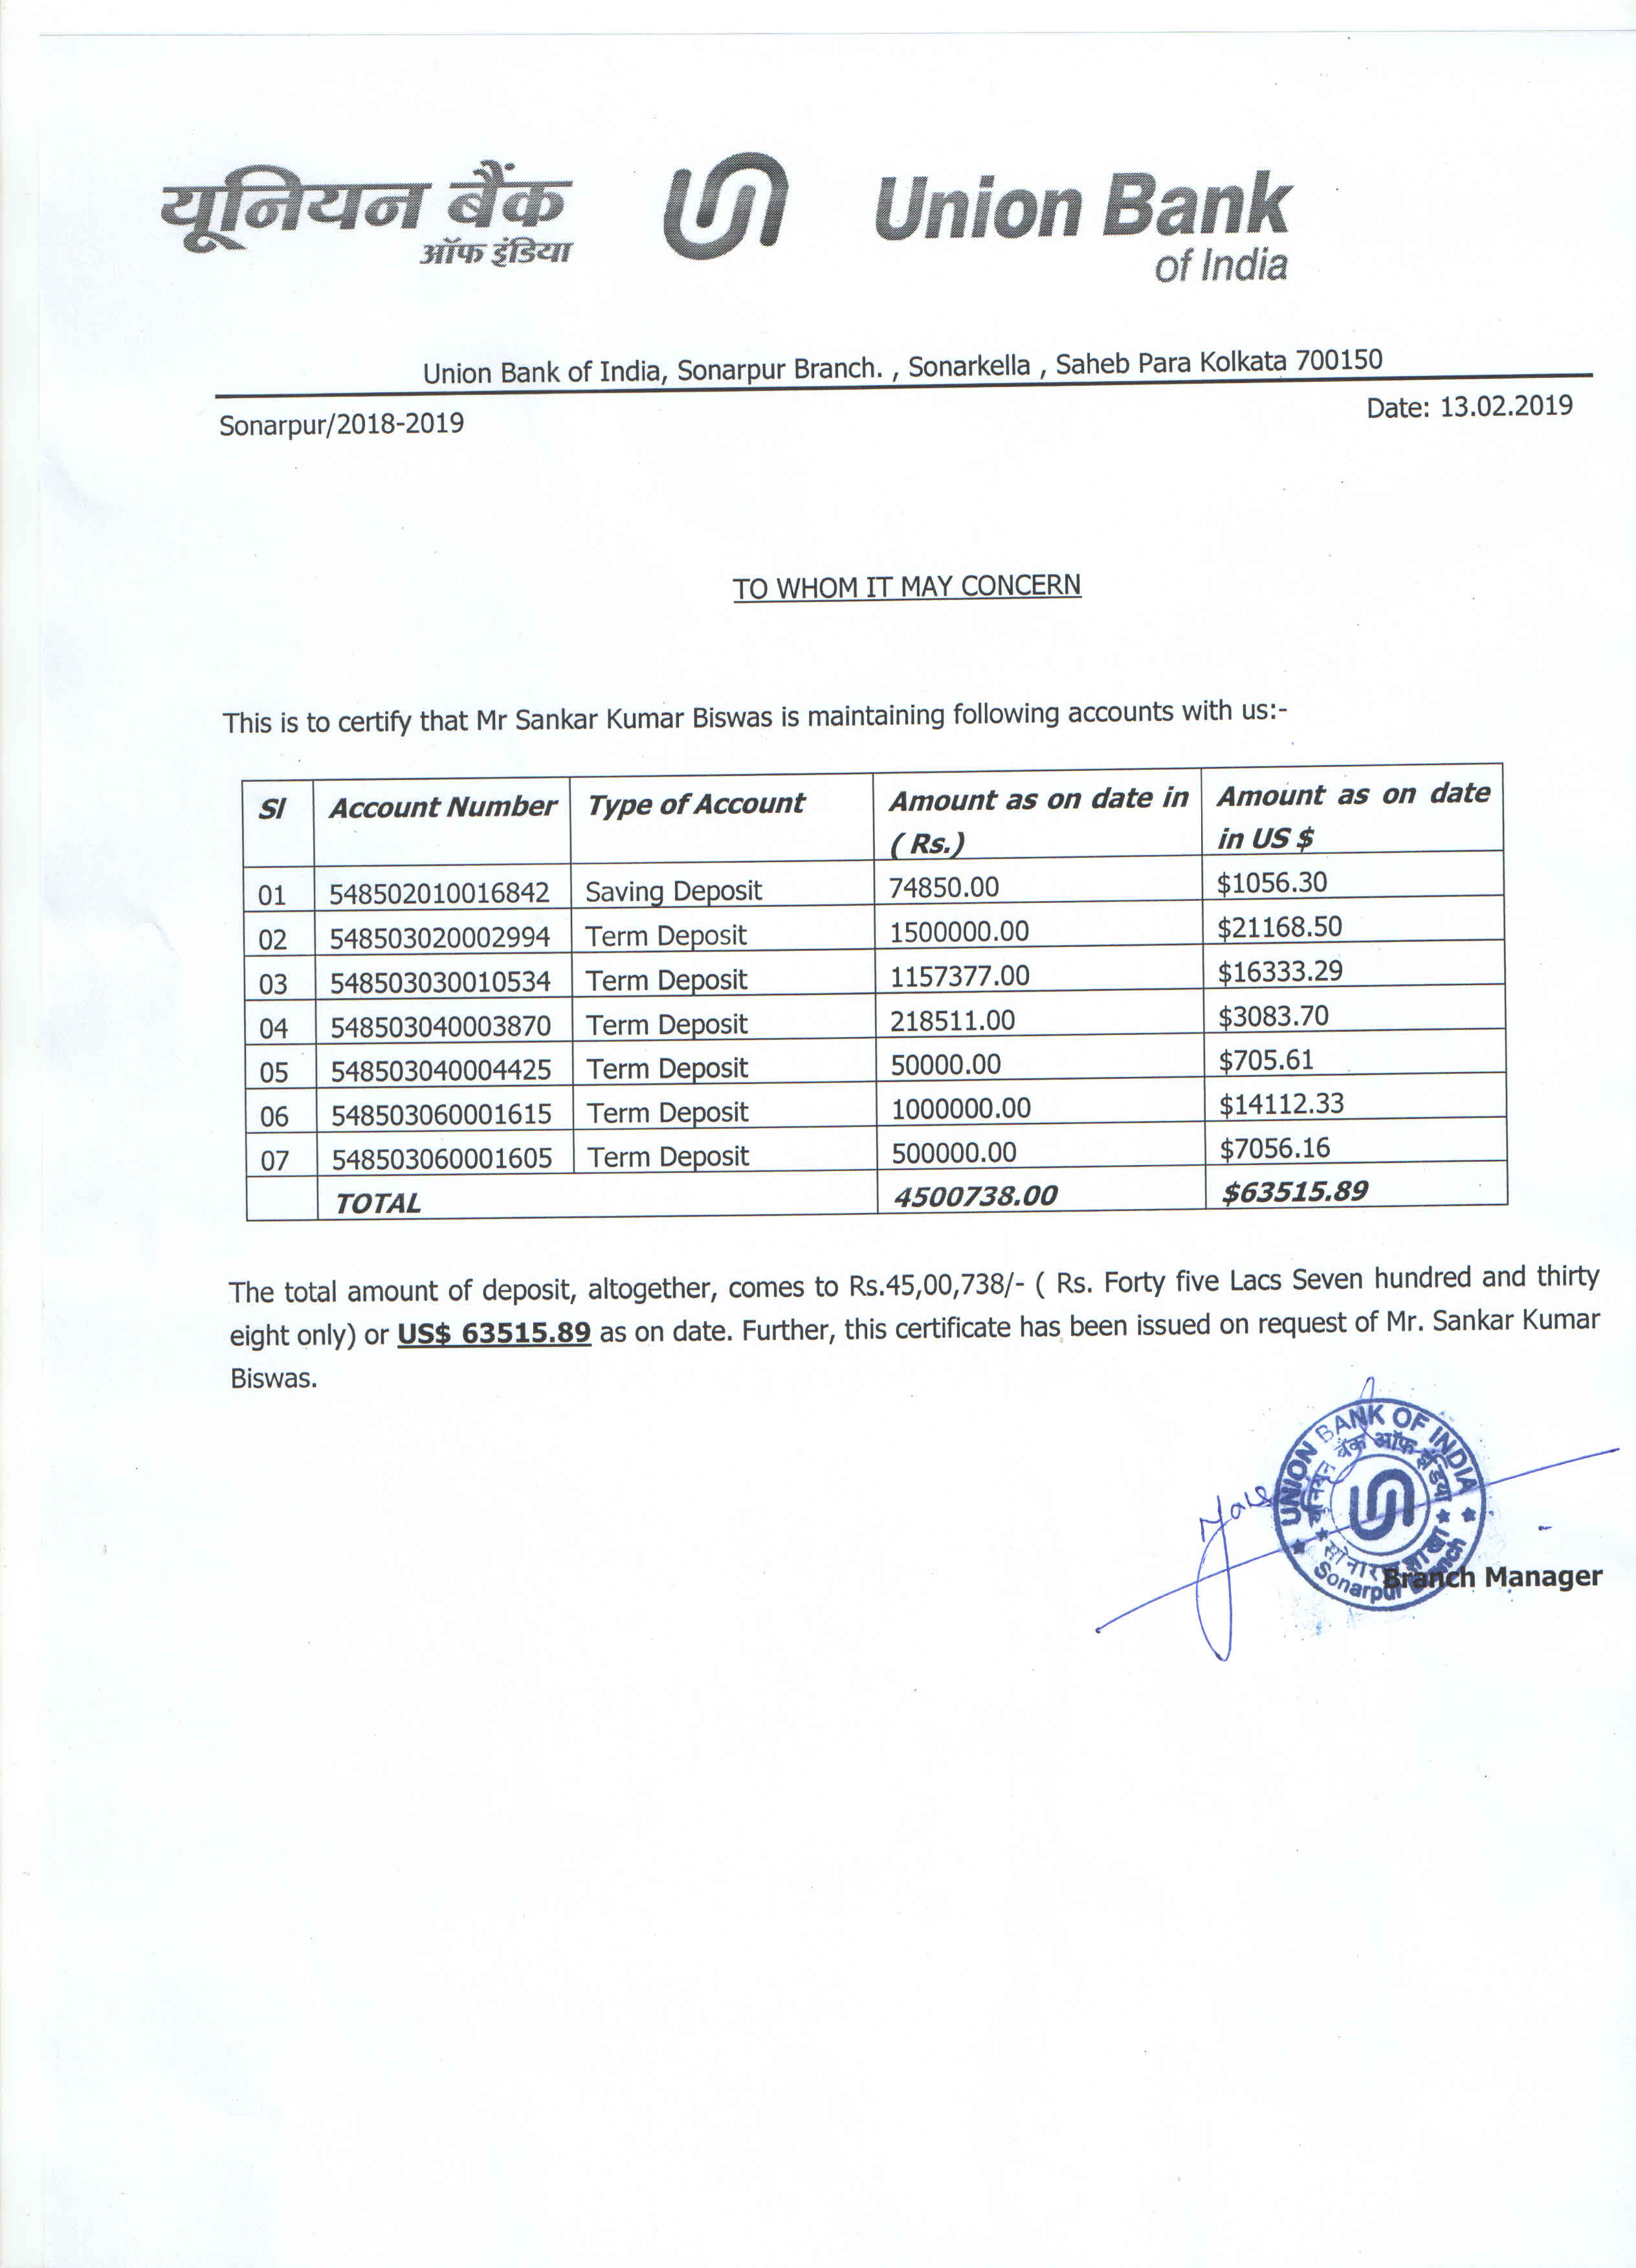 यूनियन बैंक
ऑफ इंडिया
Union Bank
of India
Union Bank of India, Sonarpur Branch. , Sonarkella , Saheb Para Kolkata 700150
Sonarpur/2018-2019
Date: 13.02.2019
TO WHOM IT MAY CONCERN
This is to certify that Mr Sankar Kumar Biswas is maintaining following accounts with us:-
Sl Account Number Type of Account Amount as on date in ( Rs.) Amount as on date in US $
01 548502010016842 Saving Deposit 74850.00 $1056.30
02 548503020002994 Term Deposit 1500000.00 $21168.50
03 548503030010534 Term Deposit 1157377.00 $16333.29
04 548503040003870 Term Deposit 218511.00 $3083.70
05 548503040004425 Term Deposit 50000.00 $705.61
06 548503060001615 Term Deposit 1000000.00 $14112.33
07 548503060001605 Term Deposit 500000.00 $7056.16
TOTAL 4500738.00 $63515.89
The total amount of deposit, altogether, comes to Rs.45,00,738/- ( Rs. Forty five Lacs Seven hundred and thirty
eight only) or US$ 63515.89 as on date. Further, this certificate has been issued on request of Mr. Sankar Kumar
Biswas.
UNION BANK OF INDIA
यूनियन बैंक ऑफ इंडिया
Sonarpur Branch
Branch Manager